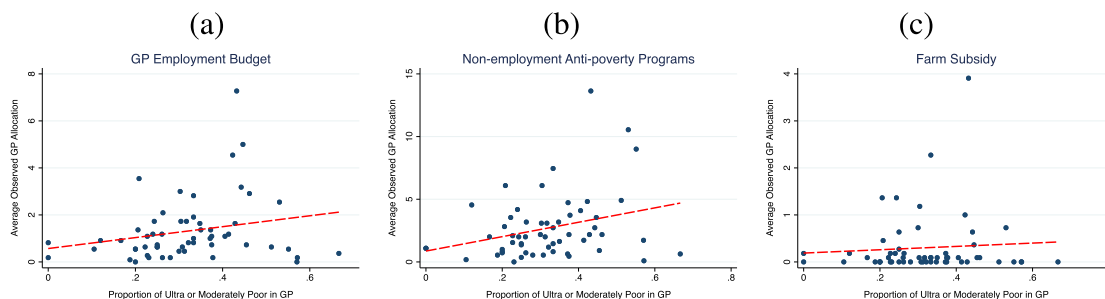 (a)
GP Employment Budget
Average Observed GP Allocation
8
6
4
2
0
0
.2
.4
.6
Proportion of Ultra or Moderately Poor in GP
(b)
Non-employment Anti-poverty Programs
Average Observed GP Allocation
15
10
5
0
0
.2
.4
.6
.8
Proportion of Ultra or Moderately Poor in GP
(c)
Farm Subsidy
Average Observed GP Allocation
4
3
2
1
0
0
.2
.4
.6
.8
Proportion of Ultra or Moderately Poor in GP